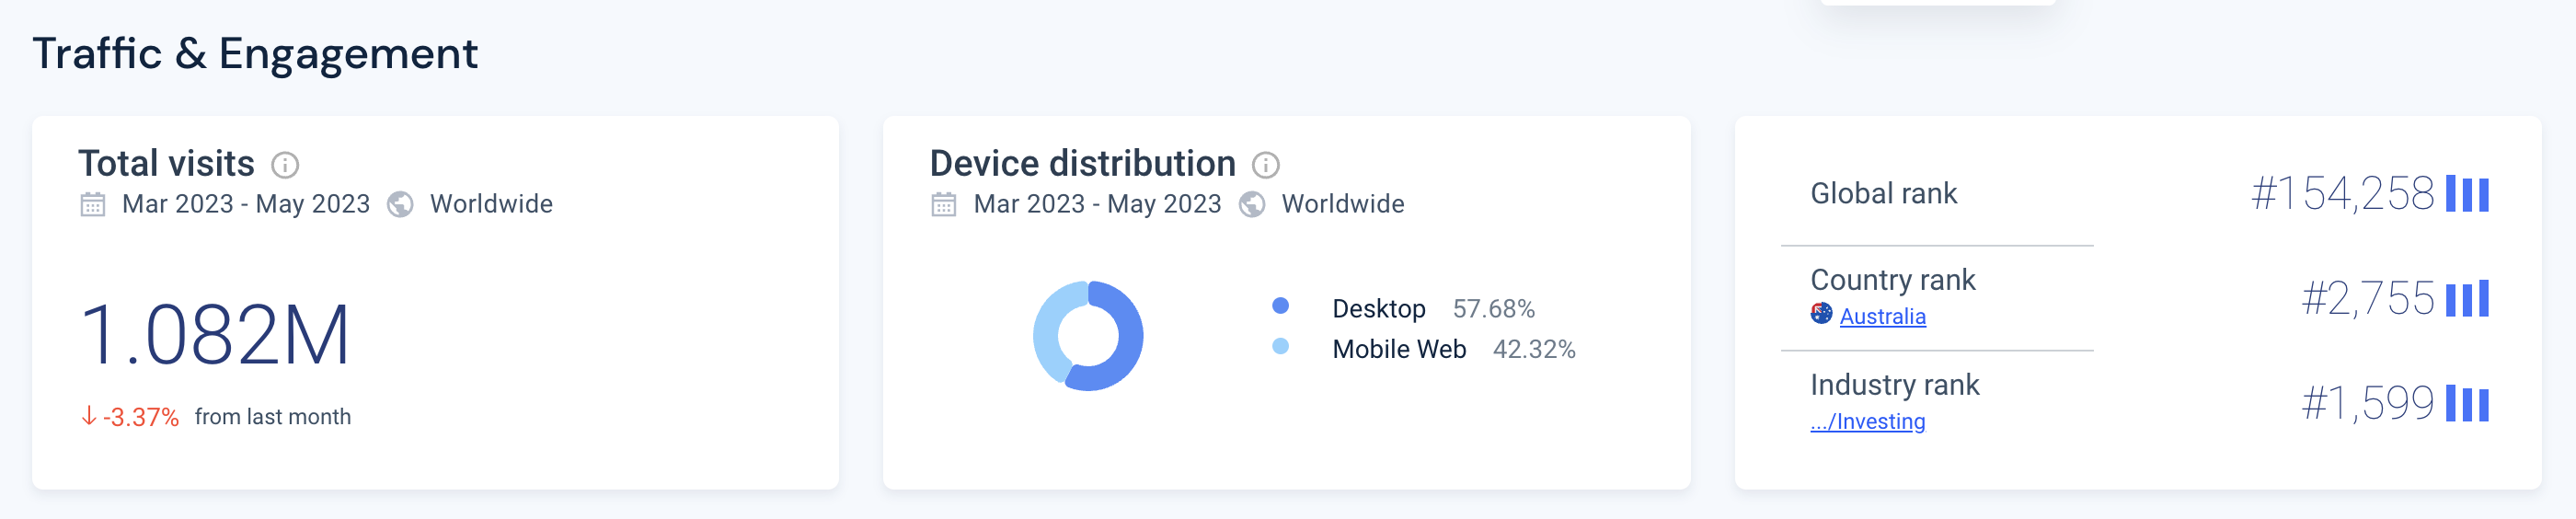 Traffic & Engagement
Total visits
Mar 2023 - May 2023 Worldwide
1.082M
-3.37% from last month
Device distribution
Mar 2023 - May 2023 Worldwide
Desktop 57.68%
Mobile Web 42.32%
Global rank #154,258
Country rank
Australia
#2,755
Industry rank
.../Investing
#1,599